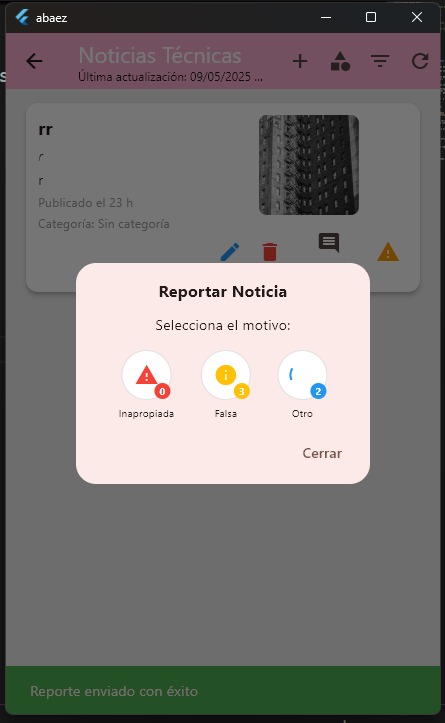 abaez
Noticias Técnicas
Última actualización: 09/05/2025 ...
rr
r
r
Publicado el 23 h
Categoría: Sin categoría
Reportar Noticia
Selecciona el motivo:
0
3
2
Inapropiada
Falsa
Otro
Cerrar
Reporte enviado con éxito